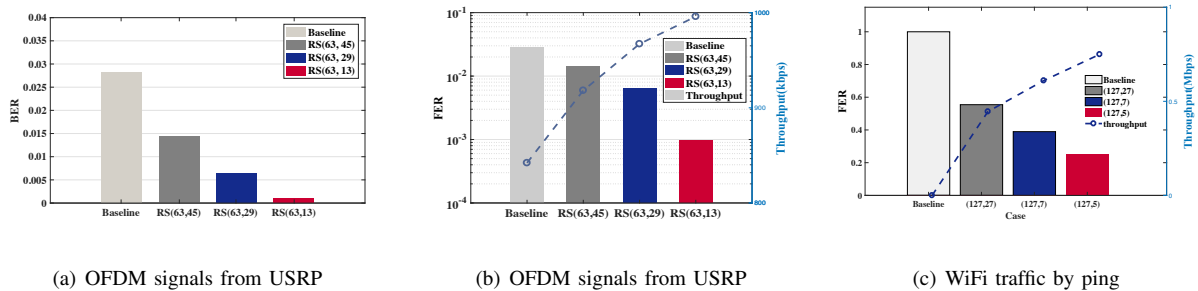 0.04
0.035
0.03
0.025
0.02
0.015
0.01
0.005
0
BER
Baseline
RS(63, 45)
RS(63, 29)
RS(63, 13)
Baseline RS(63,45) RS(63,29) RS(63,13)
(a) OFDM signals from USRP
10-1
10-2
10-3
10-4
FER
Baseline
RS(63,45)
RS(63,29)
RS(63,13)
Throughput
1000
900
800
Throughput(kbps)
Baseline RS(63,45) RS(63,29) RS(63,13)
(b) OFDM signals from USRP
1
0.8
0.6
0.4
0.2
0
FER
Baseline
(127,27)
(127,7)
(127,5)
throughput
1
0.5
0
Throughput(Mbps)
Baseline (127,27) (127,7) (127,5)
Case
(c) WiFi traffic by ping